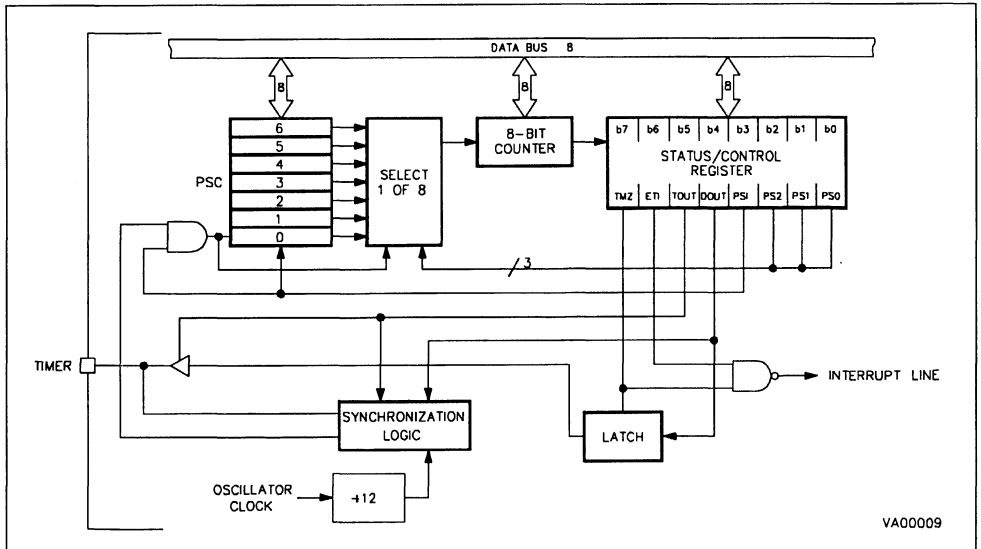 DATA BUS 8
8 8 8
6
5
4
3
2
1
0
PSC
SELECT
1 OF 8
8-BIT
COUNTER
b7 b6 b5 b4 b3 b2 b1 b0
STATUS/CONTROL
REGISTER
TMZ ETI TOUT DOUT PSI PS2 PS1 PS0
3
TIMER
SYNCHRONIZATION
LOGIC
LATCH
INTERRUPT LINE
OSCILLATOR
CLOCK
÷12
VA00009